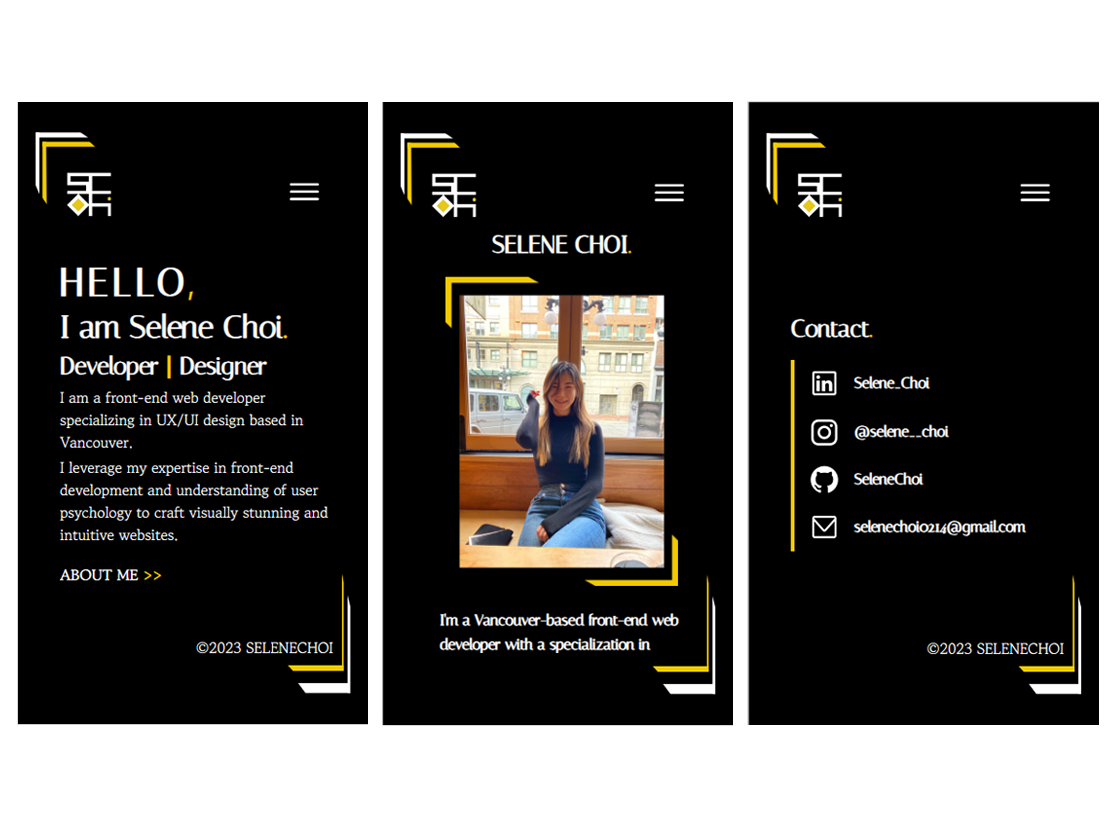 HELLO,
I am Selene Choi.
Developer | Designer
I am a front-end web developer
specializing in UX/UI design based in
Vancouver.
I leverage my expertise in front-end
development and understanding of user
psychology to craft visually stunning and
intuitive websites.
ABOUT ME >>
©2023 SELENECHOI
SELENE CHOI.
I'm a Vancouver-based front-end web
developer with a specialization in
Contact.
in Selene_Choi
@selene__choi
SeleneChoi
selenechoi0214@gmail.com
©2023 SELENECHOI